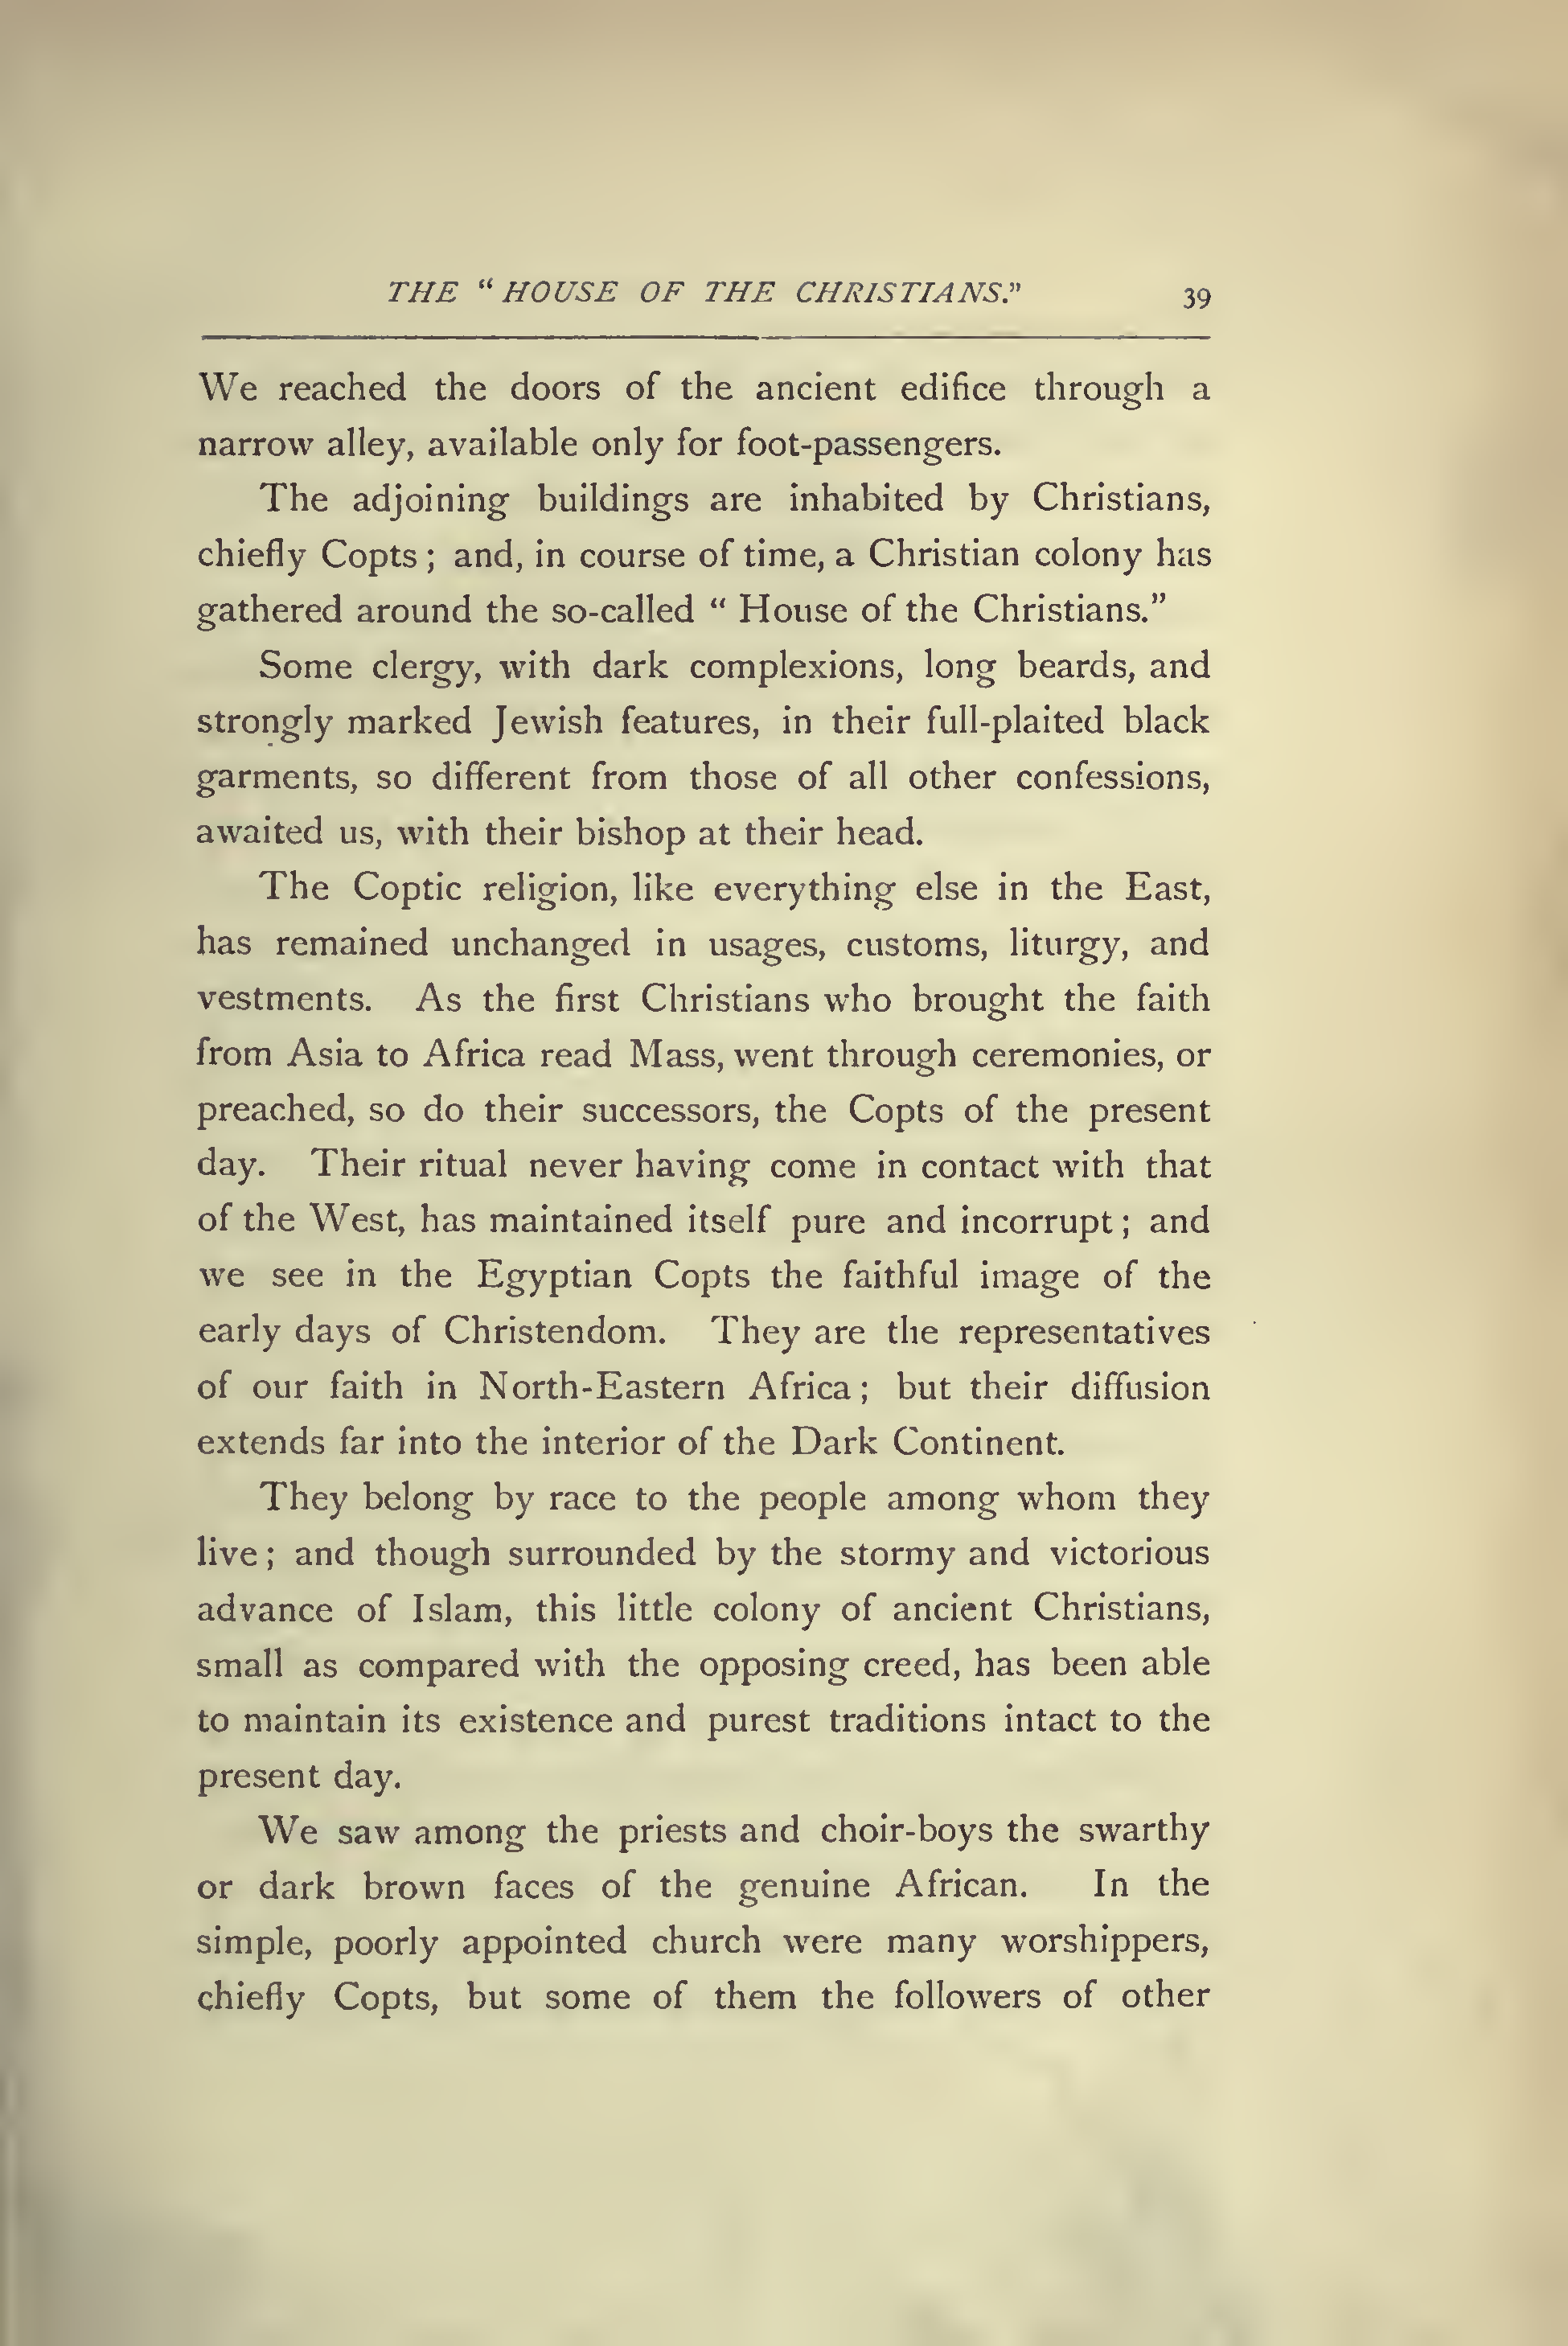 THE "HOUSE OF THE CHRISTIANS." 39
We reached the doors of the ancient edifice through a
narrow alley, available only for foot-passengers.
The adjoining buildings are inhabited by Christians,
chiefly Copts; and, in course of time, a Christian colony has
gathered around the so-called "House of the Christians."
Some clergy, with dark complexions, long beards, and
strongly marked Jewish features, in their full-plaited black
garments, so different from those of all other confessions,
awaited us, with their bishop at their head.
The Coptic religion, like everything else in the East,
has remained unchanged in usages, customs, liturgy, and
vestments. As the first Christians who brought the faith
from Asia to Africa read Mass, went through ceremonies, or
preached, so do their successors, the Copts of the present
day. Their ritual never having come in contact with that
of the West, has maintained itself pure and incorrupt; and
we see in the Egyptian Copts the faithful image of the
early days of Christendom. They are the representatives
of our faith in North-Eastern Africa; but their diffusion
extends far into the interior of the Dark Continent.
They belong by race to the people among whom they
live; and though surrounded by the stormy and victorious
advance of Islam, this little colony of ancient Christians,
small as compared with the opposing creed, has been able
to maintain its existence and purest traditions intact to the
present day.
We saw among the priests and choir-boys the swarthy
or dark brown faces of the genuine African. In the
simple, poorly appointed church were many worshippers,
chiefly Copts, but some of them the followers of other